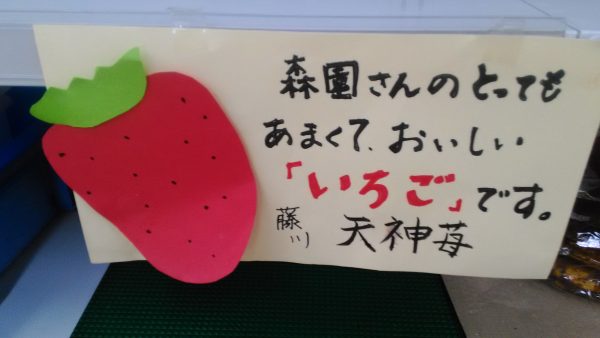 森園さんのとっても
あまくて、おいしい
「いちご」です。
藤川 天神苺